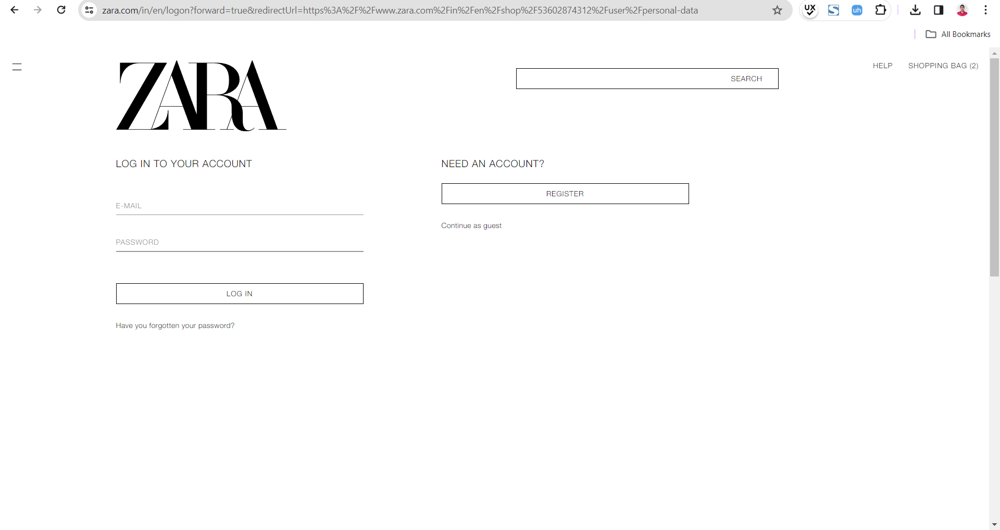 zara.com/in/en/logon?forward=true&redirectUrl=https%3A%2F%2Fwww.zara.com%2Fin%2Fen%2Fshop%2F53602874312%2Fuser%2Fpersonal-data
UX
S
uh
All Bookmarks
ZARA
SEARCH
HELP
SHOPPING BAG (2)
LOG IN TO YOUR ACCOUNT
E-MAIL
PASSWORD
LOG IN
Have you forgotten your password?
NEED AN ACCOUNT?
REGISTER
Continue as guest